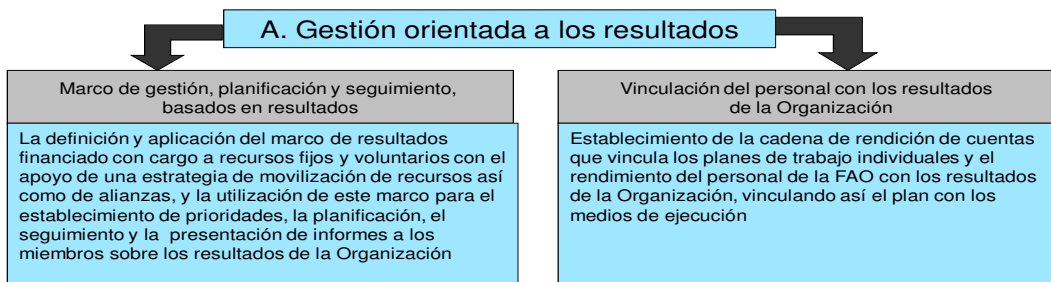 A. Gestión orientada a los resultados
Marco de gestión, planificación y seguimiento,
basados en resultados
La definición y aplicación del marco de resultados
financiado con cargo a recursos fijos y voluntarios con el
apoyo de una estrategia de movilización de recursos así
como de alianzas, y la utilización de este marco para el
establecimiento de prioridades, la planificación, el
seguimiento y la presentación de informes a los
miembros sobre los resultados de la Organización
Vinculación del personal con los resultados
de la Organización
Establecimiento de la cadena de rendición de cuentas
que vincula los planes de trabajo individuales y el
rendimiento del personal de la FAO con los resultados
de la Organización, vinculando así el plan con los
medios de ejecución